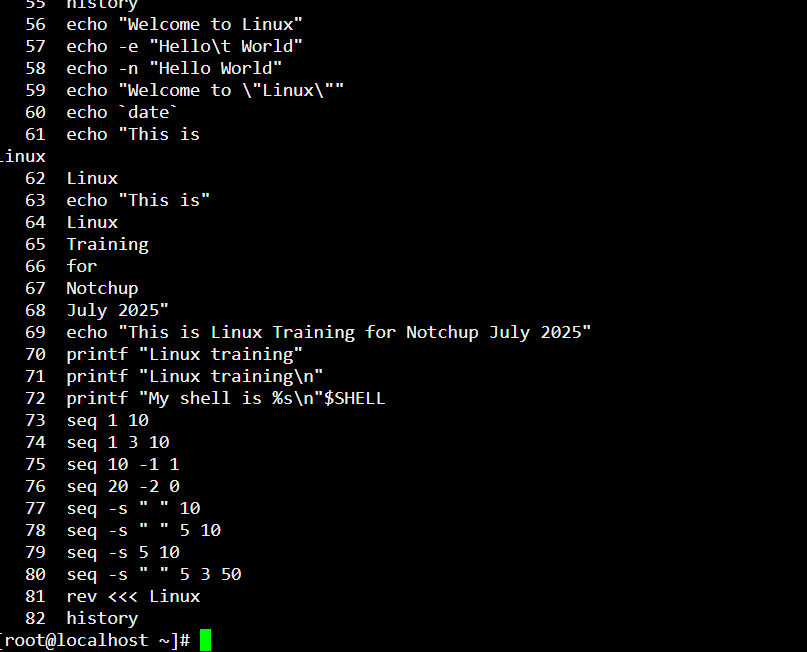 55  history
56  echo "Welcome to Linux"
57  echo -e "Hello\t World"
58  echo -n "Hello World"
59  echo "Welcome to \"Linux\""
60  echo `date`
61  echo "This is
Linux
62  Linux
63  echo "This is"
64  Linux
65  Training
66  for
67  Notchup
68  July 2025"
69  echo "This is Linux Training for Notchup July 2025"
70  printf "Linux training"
71  printf "Linux training\n"
72  printf "My shell is %s\n"$SHELL
73  seq 1 10
74  seq 1 3 10
75  seq 10 -1 1
76  seq 20 -2 0
77  seq -s " " 10
78  seq -s " " 5 10
79  seq -s 5 10
80  seq -s " " 5 3 50
81  rev <<< Linux
82  history
[root@localhost ~]#